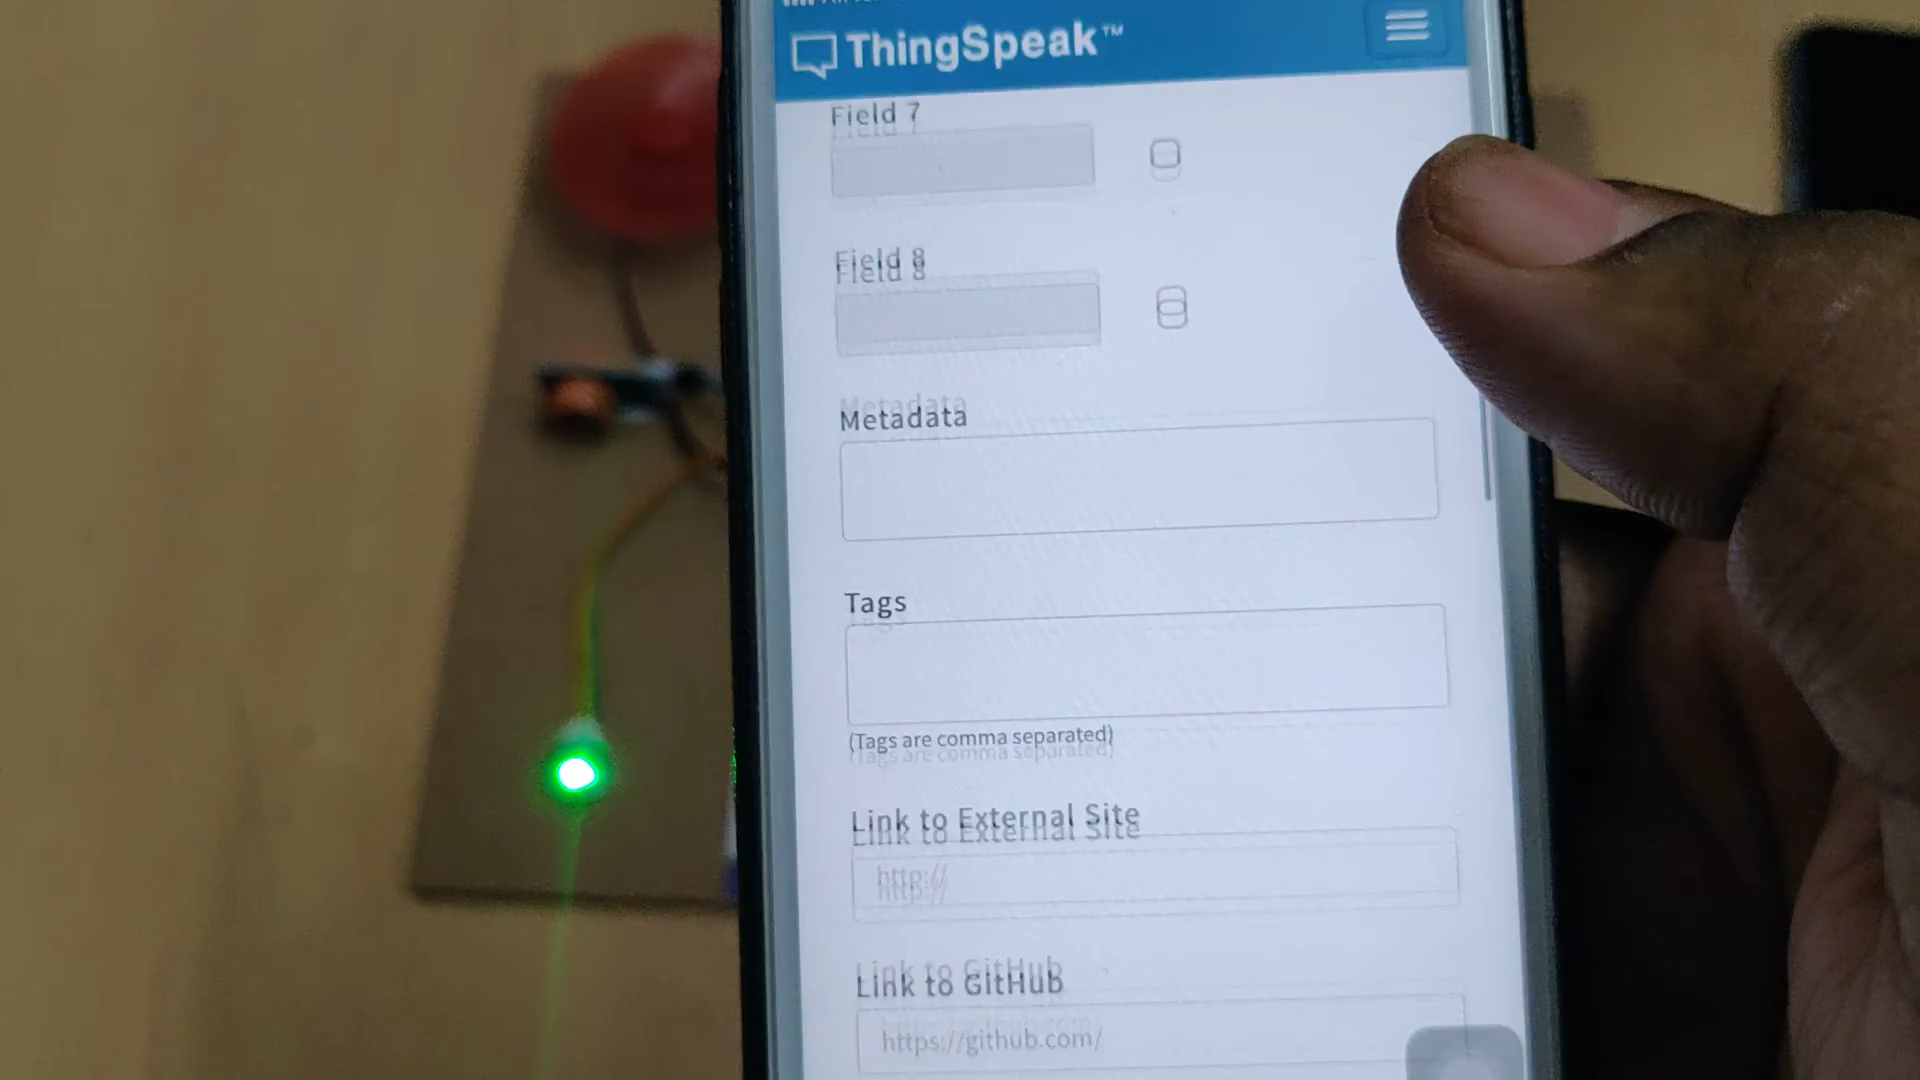 ThingSpeak™
Field 7
Field 8
Metadata
Tags
(Tags are comma separated)
Link to External Site
http://
Link to GitHub
https://github.com/